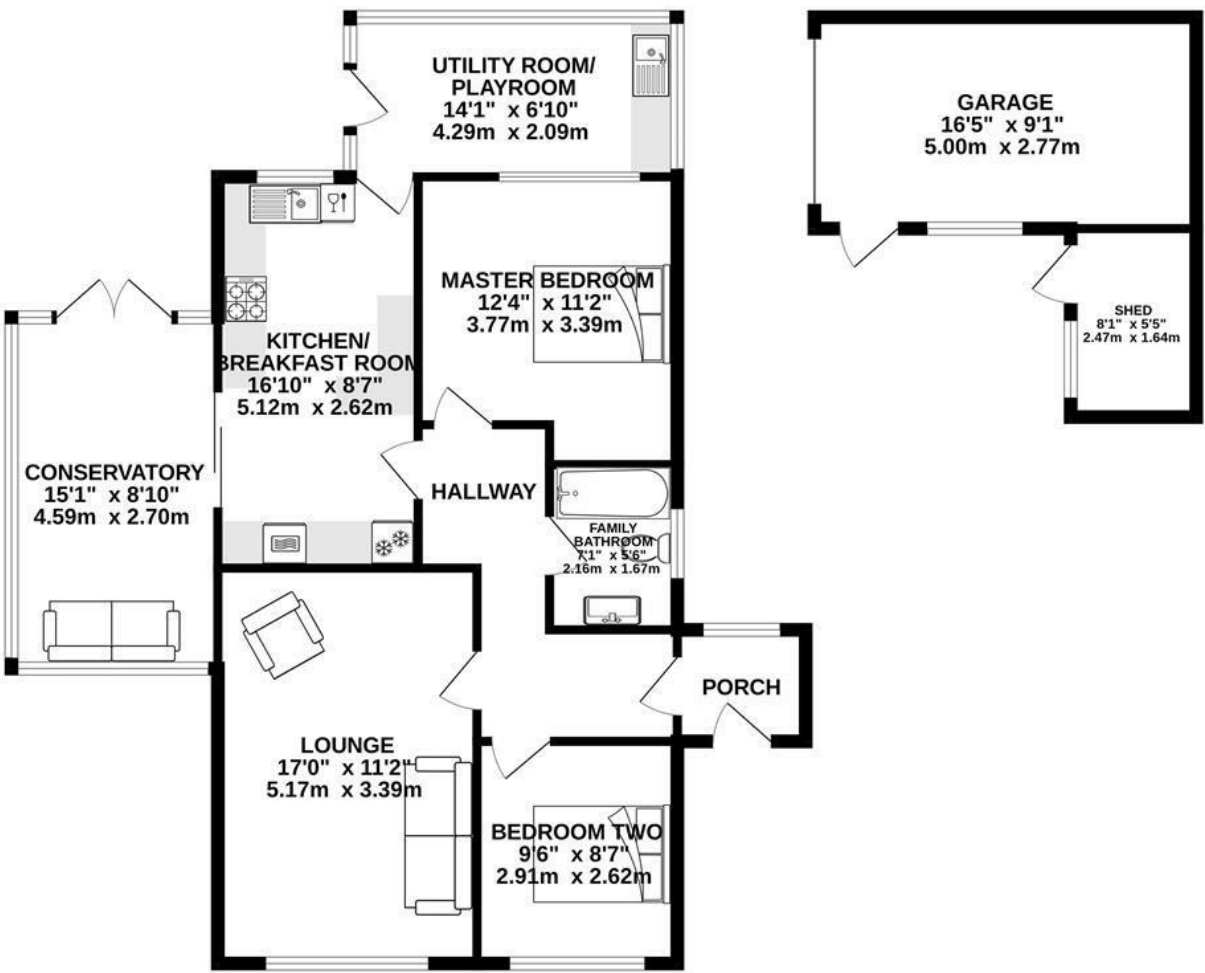 UTILITY ROOM/
PLAYROOM
14'1" x 6'10"
4.29m x 2.09m
GARAGE
16'5" x 9'1"
5.00m x 2.77m
MASTER BEDROOM
12'4" x 11'2"
3.77m x 3.39m
SHED
8'1" x 5'5"
2.47m x 1.64m
KITCHEN/
BREAKFAST ROOM
16'10" x 8'7"
5.12m x 2.62m
CONSERVATORY
15'1" x 8'10"
4.59m x 2.70m
HALLWAY
FAMILY
BATHROOM
7'1" x 5'6"
2.16m x 1.67m
PORCH
LOUNGE
17'0" x 11'2"
5.17m x 3.39m
BEDROOM TWO
9'6" x 8'7"
2.91m x 2.62m